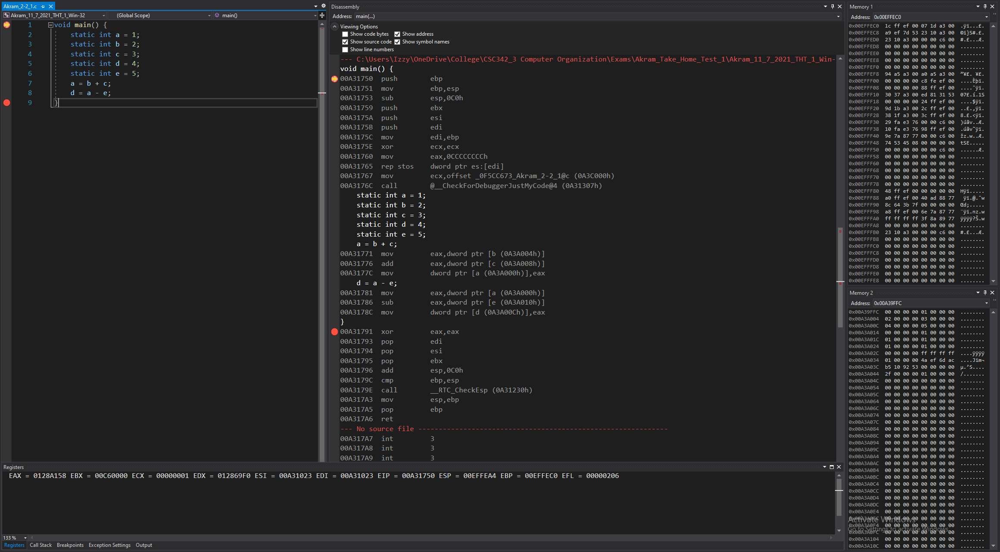 Akram_2-2_1.c
Akram_11_7_2021_THT_1_Win-32 (Global Scope) main()
1 void main() {
2 static int a = 1;
3 static int b = 2;
4 static int c = 3;
5 static int d = 4;
6 static int e = 5;
7 a = b + c;
8 d = a - e;
9 }
Disassembly
Address: main(...)
Viewing Options
Show code bytes Show address
Show source code Show symbol names
Show line numbers
--- C:\Users\Izzy\OneDrive\College\CSC342_3 Computer Organization\Exams\Akram_Take_Home_Test_1\Akram_11_7_2021_THT_1_Win-
void main() {
00A31750 push ebp
00A31751 mov ebp,esp
00A31753 sub esp,0C0h
00A31759 push ebx
00A3175A push esi
00A3175B push edi
00A3175C mov edi,ebp
00A3175E xor ecx,ecx
00A31760 mov eax,0CCCCCCCCh
00A31765 rep stos dword ptr es:[edi]
00A31767 mov ecx,offset _0F5CC673_Akram_2-2_1@c (0A3C000h)
00A3176C call @__CheckForDebuggerJustMyCode@4 (0A31307h)
static int a = 1;
static int b = 2;
static int c = 3;
static int d = 4;
static int e = 5;
a = b + c;
00A31771 mov eax,dword ptr [b (0A3A004h)]
00A31776 add eax,dword ptr [c (0A3A008h)]
00A3177C mov dword ptr [a (0A3A000h)],eax
d = a - e;
00A31781 mov eax,dword ptr [a (0A3A000h)]
00A31786 sub eax,dword ptr [e (0A3A010h)]
00A3178C mov dword ptr [d (0A3A00Ch)],eax
}
00A31791 xor eax,eax
00A31793 pop edi
00A31794 pop esi
00A31795 pop ebx
00A31796 add esp,0C0h
00A3179C cmp ebp,esp
00A3179E call __RTC_CheckEsp (0A31230h)
00A317A3 mov esp,ebp
00A317A5 pop ebp
00A317A6 ret
--- No source file -------------------------------------------------------------
00A317A7 int 3
00A317A8 int 3
00A317A9 int 3
Memory 1
Address: 0x00EFFEC0
0x00EFFEC0 1c ff ef 00 07 1d a3 00 .ÿï...£.
0x00EFFEC8 a9 ef 7d 53 23 10 a3 00 ©ï}S#.£.
0x00EFFED0 23 10 a3 00 00 00 c6 00 #.£...Æ.
0x00EFFED8 00 00 00 00 00 00 00 00 ........
0x00EFFEE0 00 00 00 00 00 00 00 00 ........
0x00EFFEE8 00 00 00 00 00 00 00 00 ........
0x00EFFEF0 00 00 00 00 00 00 00 00 ........
0x00EFFEF8 94 a5 a3 00 a0 a5 a3 00 ”¥£. ¥£.
0x00EFFF00 00 00 00 00 c8 fe ef 00 ....Èþï.
0x00EFFF08 00 00 00 00 88 ff ef 00 ....ˆÿï.
0x00EFFF10 30 37 a3 00 ed 81 31 53 07£.í.1S
0x00EFFF18 00 00 00 00 24 ff ef 00 ....$ÿï.
0x00EFFF20 9d 1b a3 00 2c ff ef 00 ..£.,ÿï.
0x00EFFF28 38 1f a3 00 3c ff ef 00 8.£.<ÿï.
0x00EFFF30 29 fa e3 76 00 00 c6 00 )úãv..Æ.
0x00EFFF38 10 fa e3 76 98 ff ef 00 .úãv˜ÿï.
0x00EFFF40 9e 7a 87 77 00 00 c6 00 žz.w..Æ.
0x00EFFF48 74 53 45 08 00 00 00 00 tSE.....
0x00EFFF50 00 00 00 00 00 00 c6 00 ......Æ.
0x00EFFF58 00 00 00 00 00 00 00 00 ........
0x00EFFF60 00 00 00 00 00 00 00 00 ........
0x00EFFF68 00 00 00 00 00 00 00 00 ........
0x00EFFF70 00 00 00 00 00 00 00 00 ........
0x00EFFF78 00 00 00 00 00 00 00 00 ........
0x00EFFF80 48 ff ef 00 00 00 00 00 Hÿï.....
0x00EFFF88 a0 ff ef 00 40 ad 88 77  ÿï.@.ˆw
0x00EFFF90 8c 64 3b 7f 00 00 00 00 Œd;.....
0x00EFFF98 a8 ff ef 00 6e 7a 87 77 ¨ÿï.nz.w
0x00EFFFA0 ff ff ff ff 3f 8a 89 77 ÿÿÿÿ?Š.w
0x00EFFFA8 00 00 00 00 00 00 00 00 ........
0x00EFFFB0 23 10 a3 00 00 00 c6 00 #.£...Æ.
0x00EFFFB8 00 00 00 00 00 00 00 00 ........
0x00EFFFC0 00 00 00 00 00 00 00 00 ........
0x00EFFFC8 00 00 00 00 00 00 00 00 ........
0x00EFFFD0 00 00 00 00 00 00 00 00 ........
0x00EFFFD8 00 00 00 00 00 00 00 00 ........
0x00EFFFE0 00 00 00 00 00 00 00 00 ........
0x00EFFFE8 00 00 00 00 00 00 00 00 ........
Memory 2
Address: 0x00A39FFC
0x00A39FFC 00 00 00 00 01 00 00 00 ........
0x00A3A004 02 00 00 00 03 00 00 00 ........
0x00A3A00C 04 00 00 00 05 00 00 00 ........
0x00A3A014 00 00 00 00 01 00 00 00 ........
0x00A3A01C 01 00 00 00 01 00 00 00 ........
0x00A3A024 01 00 00 00 01 00 00 00 ........
0x00A3A02C 00 00 00 00 ff ff ff ff ....ÿÿÿÿ
0x00A3A034 01 00 00 00 4a ef 6d ac ....Jïm¬
0x00A3A03C b5 10 92 53 00 00 00 00 µ.’S....
0x00A3A044 2f 00 00 00 01 00 00 00 /.......
0x00A3A04C 00 00 00 00 00 00 00 00 ........
0x00A3A054 00 00 00 00 00 00 00 00 ........
0x00A3A05C 00 00 00 00 00 00 00 00 ........
0x00A3A064 00 00 00 00 00 00 00 00 ........
0x00A3A06C 00 00 00 00 00 00 00 00 ........
0x00A3A074 00 00 00 00 00 00 00 00 ........
0x00A3A07C 00 00 00 00 00 00 00 00 ........
0x00A3A084 00 00 00 00 00 00 00 00 ........
0x00A3A08C 00 00 00 00 00 00 00 00 ........
0x00A3A094 00 00 00 00 00 00 00 00 ........
0x00A3A09C 00 00 00 00 00 00 00 00 ........
0x00A3A0A4 00 00 00 00 00 00 00 00 ........
0x00A3A0AC 00 00 00 00 00 00 00 00 ........
0x00A3A0B4 00 00 00 00 00 00 00 00 ........
0x00A3A0BC 00 00 00 00 00 00 00 00 ........
0x00A3A0C4 00 00 00 00 00 00 00 00 ........
0x00A3A0CC 00 00 00 00 00 00 00 00 ........
0x00A3A0D4 00 00 00 00 00 00 00 00 ........
0x00A3A0DC 00 00 00 00 00 00 00 00 ........
0x00A3A0E4 00 00 00 00 00 00 00 00 ........
0x00A3A0EC 00 00 00 00 00 00 00 00 ........
0x00A3A0F4 00 00 00 00 00 00 00 00 ........
0x00A3A0FC 00 00 00 00 00 00 00 00 ........
0x00A3A104 00 00 00 00 00 00 00 00 ........
0x00A3A10C 00 00 00 00 00 00 00 00 ........
Activate Windows
Go to Settings to activate Windows.
Registers
EAX = 0128A158 EBX = 00C60000 ECX = 00000001 EDX = 012869F0 ESI = 00A31023 EDI = 00A31023 EIP = 00A31750 ESP = 00EFFEA4 EBP = 00EFFEC0 EFL = 00000206
133 %
Registers Call Stack Breakpoints Exception Settings Output